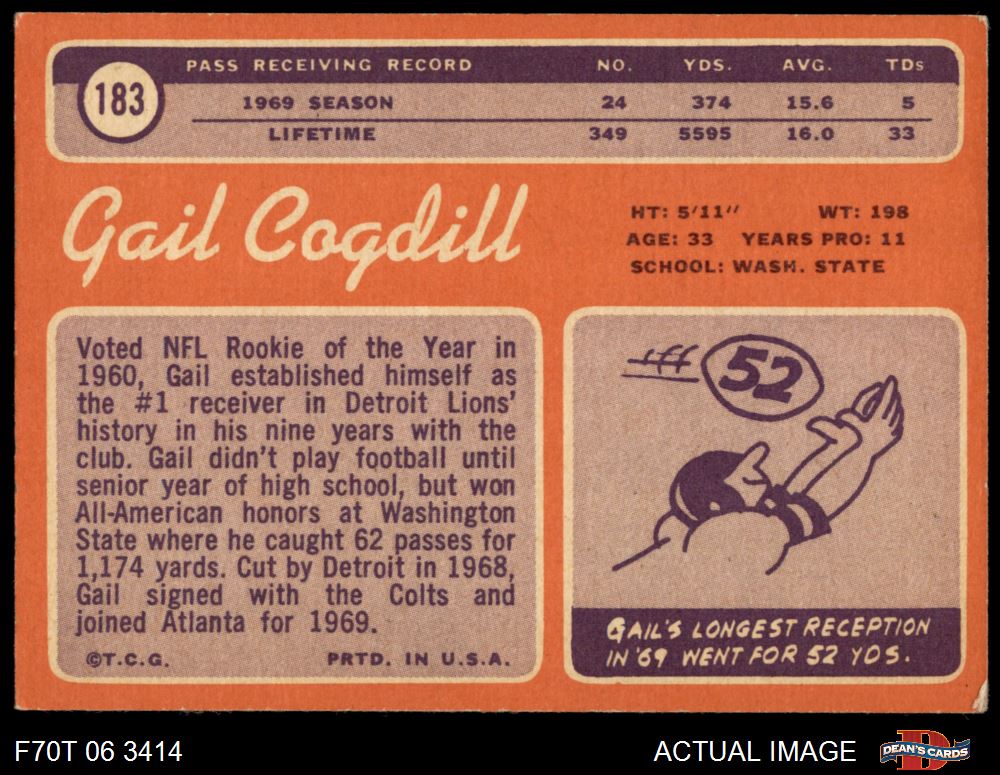 183
PASS RECEIVING RECORD NO. YDS. AVG. TDs
1969 SEASON 24 374 15.6 5
LIFETIME 349 5595 16.0 33
Gail Cogdill
HT: 5'11" WT: 198
AGE: 33 YEARS PRO: 11
SCHOOL: WASH. STATE
Voted NFL Rookie of the Year in
1960, Gail established himself as
the #1 receiver in Detroit Lions'
history in his nine years with the
club. Gail didn't play football until
senior year of high school, but won
All-American honors at Washington
State where he caught 62 passes for
1,174 yards. Cut by Detroit in 1968,
Gail signed with the Colts and
joined Atlanta for 1969.
©T.C.G. PRTD. IN U.S.A.
52
GAIL'S LONGEST RECEPTION
IN '69 WENT FOR 52 YDS.
F70T 06 3414 ACTUAL IMAGE
D
DEAN'S CARDS